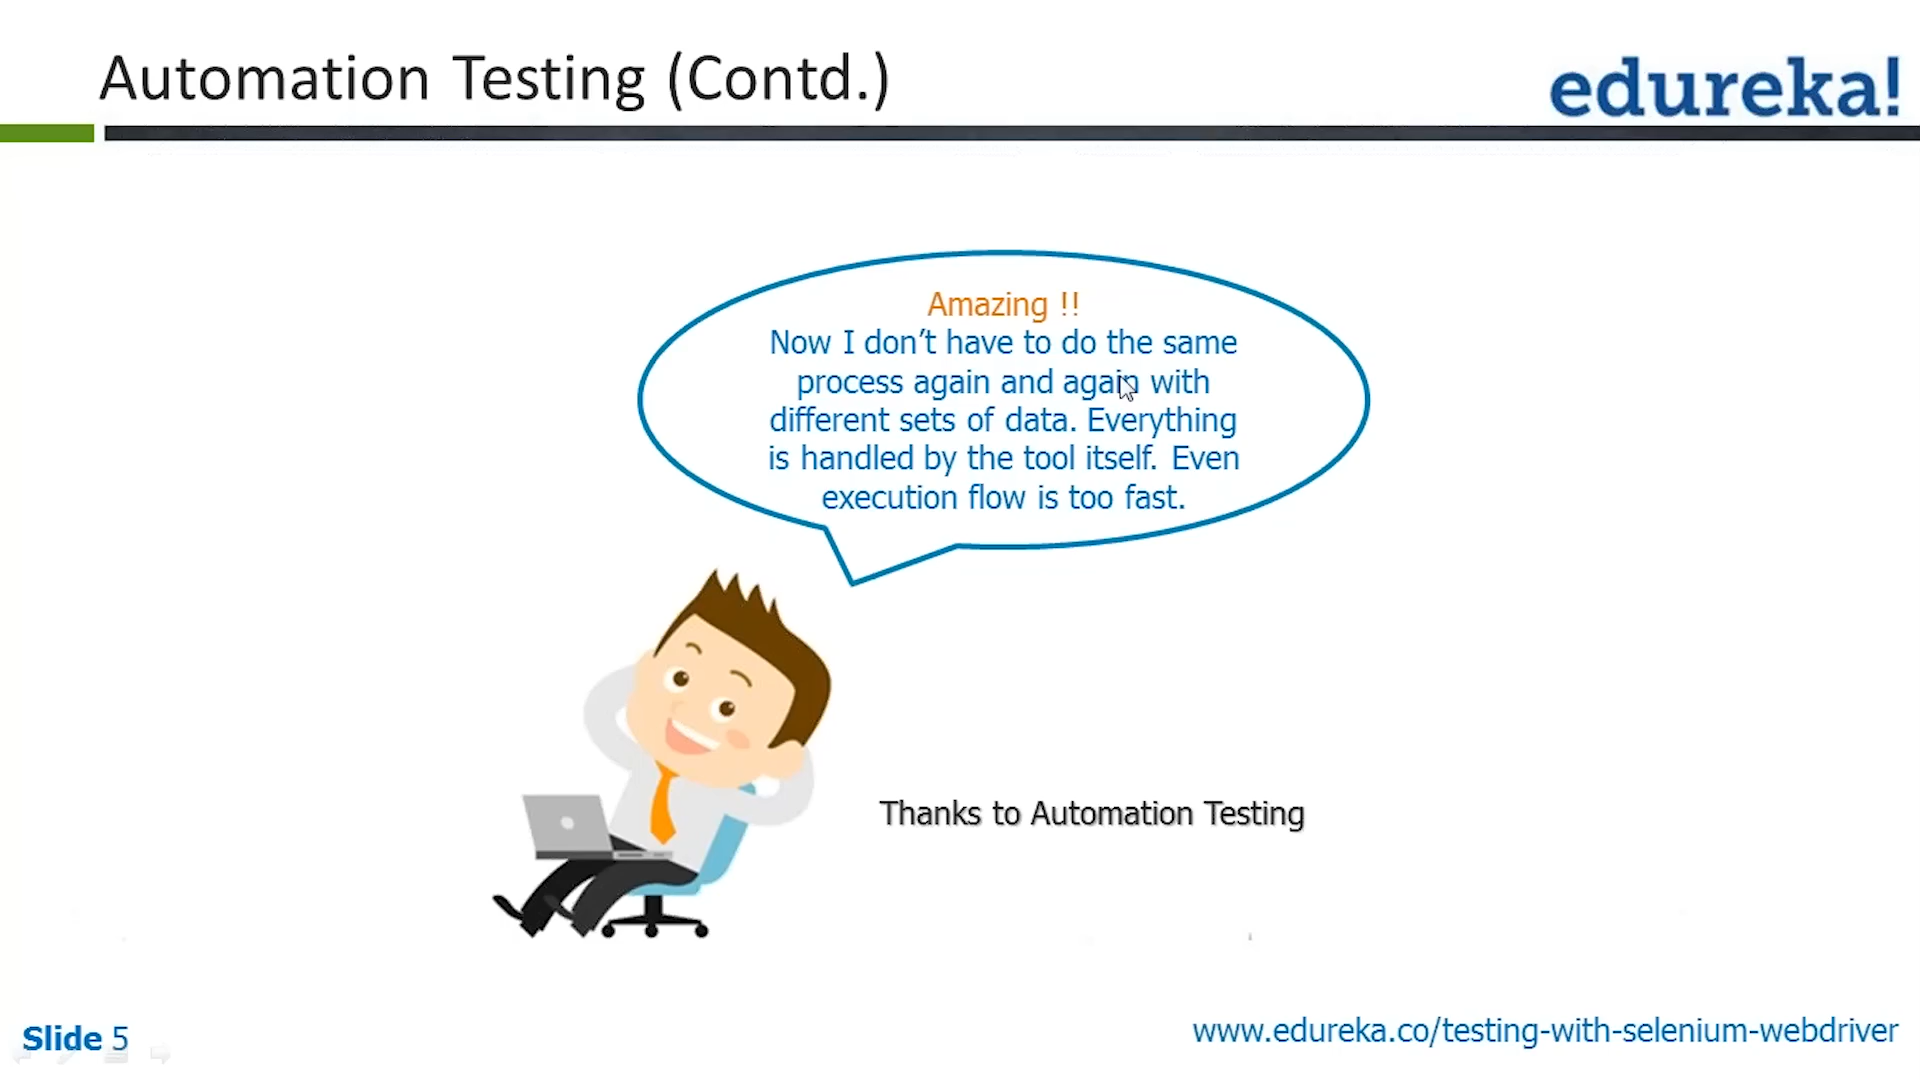 Automation Testing (Contd.)
edureka!
Amazing !!
Now I don’t have to do the same
process again and again with
different sets of data. Everything
is handled by the tool itself. Even
execution flow is too fast.
Thanks to Automation Testing
Slide 5
www.edureka.co/testing-with-selenium-webdriver